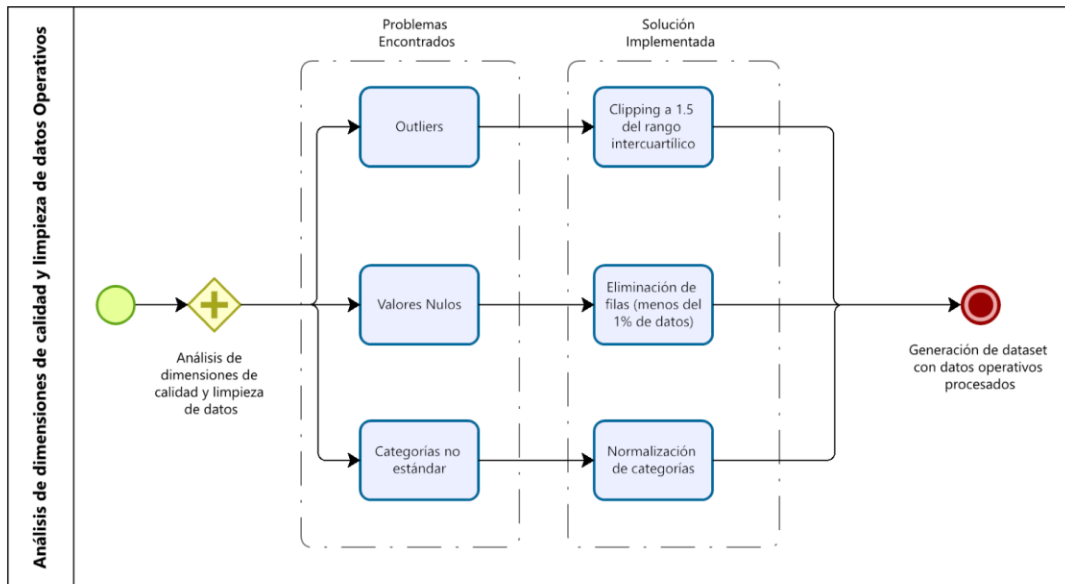 Análisis de dimensiones de calidad y limpieza de datos Operativos
Problemas
Encontrados
Solución
Implementada
Outliers
Clipping a 1.5
del rango
intercuartílico
Valores Nulos
Eliminación de
filas (menos del
1% de datos)
Análisis de
dimensiones de
calidad y limpieza
de datos
Generación de dataset
con datos operativos
procesados
Categorías no
estándar
Normalización
de categorías